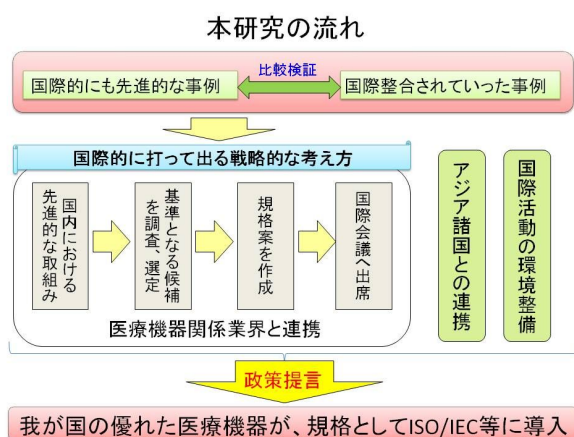 本研究の流れ
国際的にも先進的な事例
比較検証
国際整合されていった事例
国際的に打って出る戦略的な考え方
国内における
先進的な取組み
基準となる候補
を調査、選定
規格案を作成
国際会議へ出席
医療機器関係業界と連携
アジア諸国との連携
国際活動の環境整備
政策提言
我が国の優れた医療機器が、規格としてISO/IEC等に導入